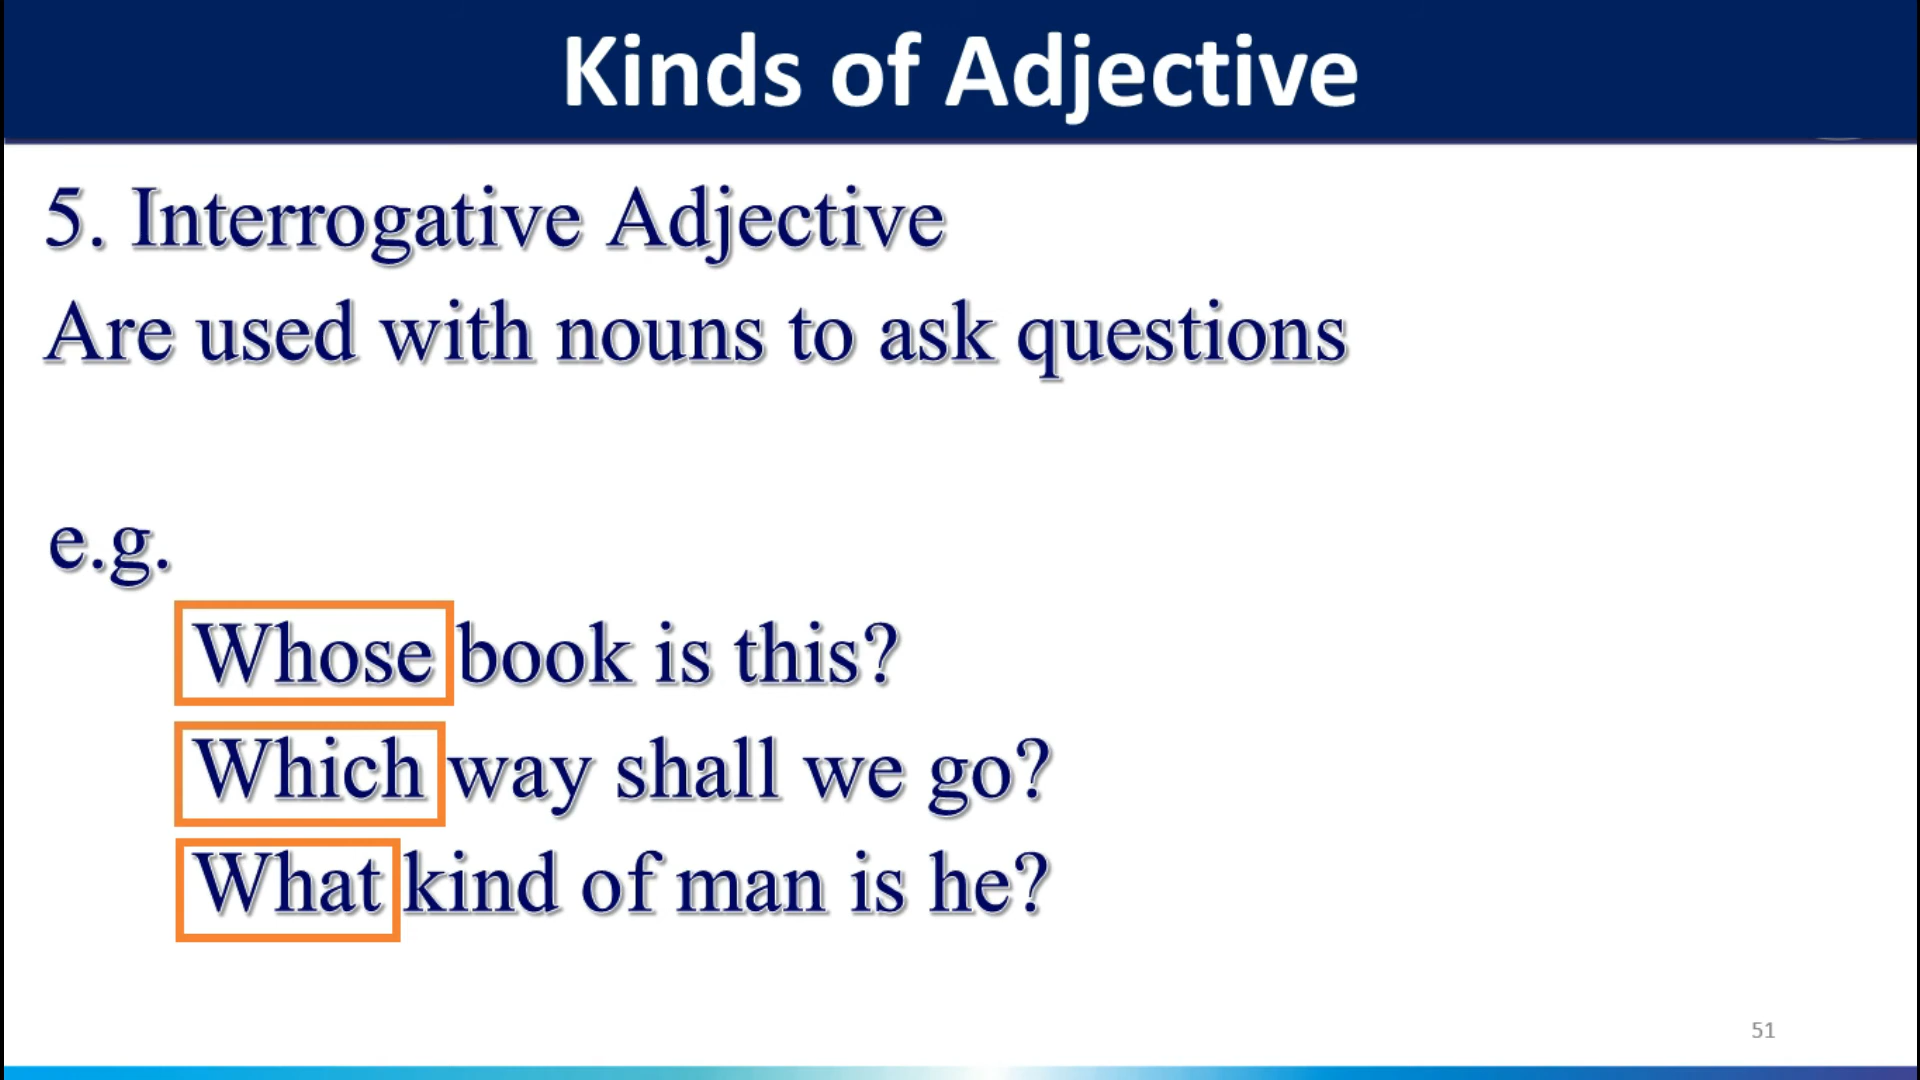 Kinds of Adjective
5. Interrogative Adjective
Are used with nouns to ask questions
e.g.
Whose book is this?
Which way shall we go?
What kind of man is he?
51